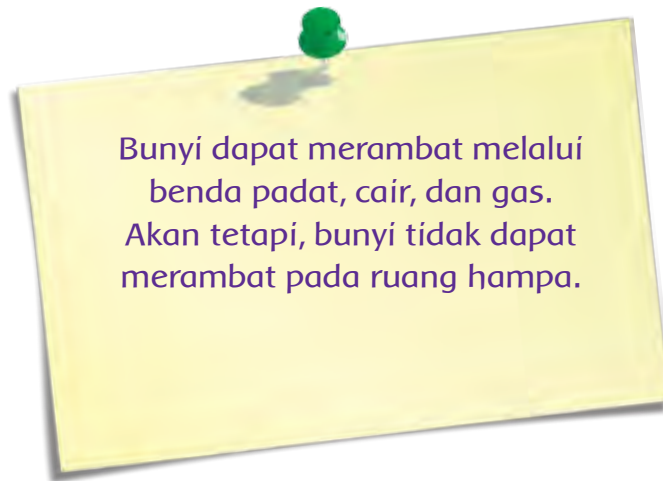 Bunyi dapat merambat melalui
benda padat, cair, dan gas.
Akan tetapi, bunyi tidak dapat
merambat pada ruang hampa.